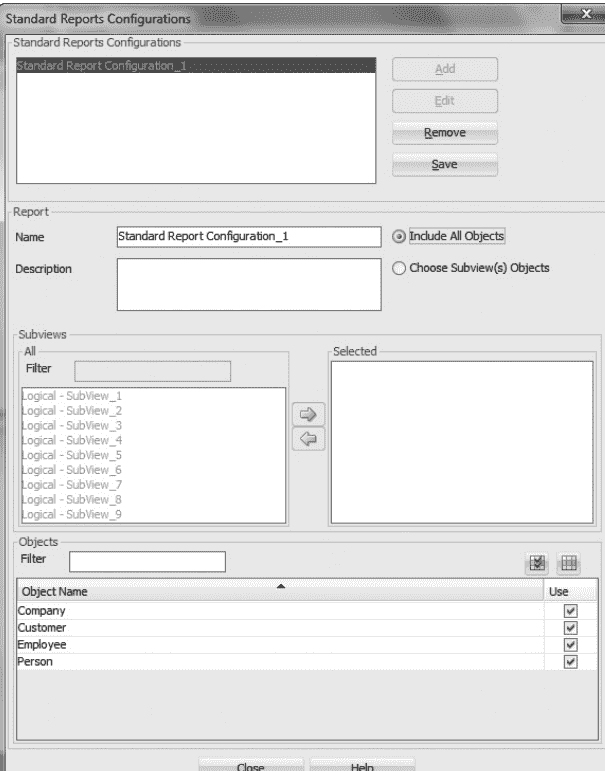 Standard Reports Configurations
Standard Reports Configurations
Standard Report Configuration_1
Add
Edit
Remove
Save
Report
Name
Standard Report Configuration_1
Include All Objects
Description
Choose Subview(s) Objects
Subviews
All
Filter
Selected
Logical - SubView_1
Logical - SubView_2
Logical - SubView_3
Logical - SubView_4
Logical - SubView_5
Logical - SubView_6
Logical - SubView_7
Logical - SubView_8
Logical - SubView_9
Objects
Filter
Object Name
Use
Company
Customer
Employee
Person
Close
Help